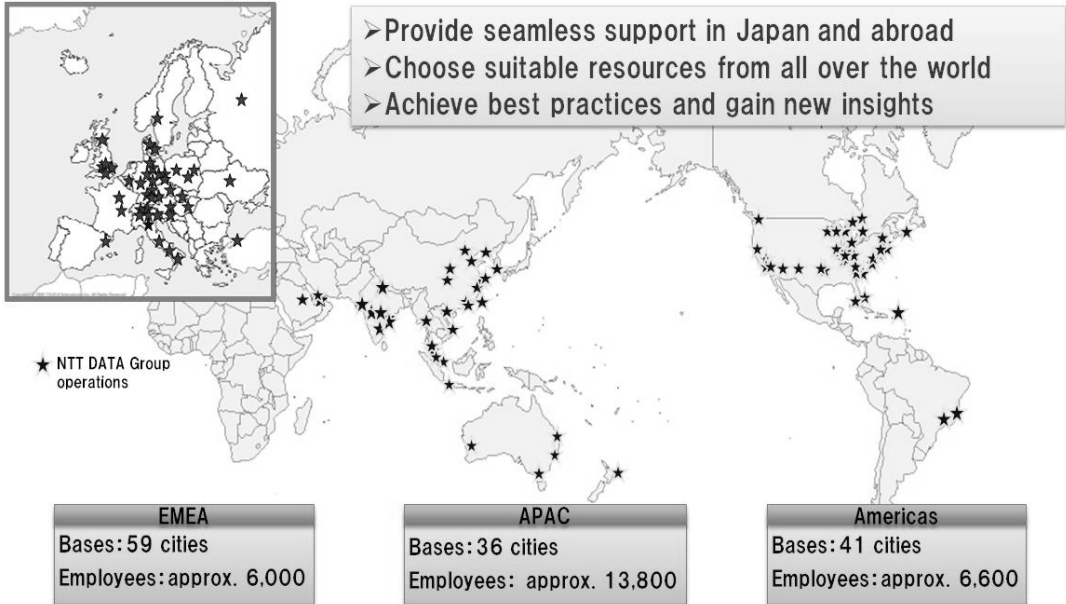 ➢Provide seamless support in Japan and abroad
➢Choose suitable resources from all over the world
➢Achieve best practices and gain new insights
★ NTT DATA Group
operations
EMEA
Bases: 59 cities
Employees: approx. 6,000
APAC
Bases: 36 cities
Employees: approx. 13,800
Americas
Bases: 41 cities
Employees: approx. 6,600